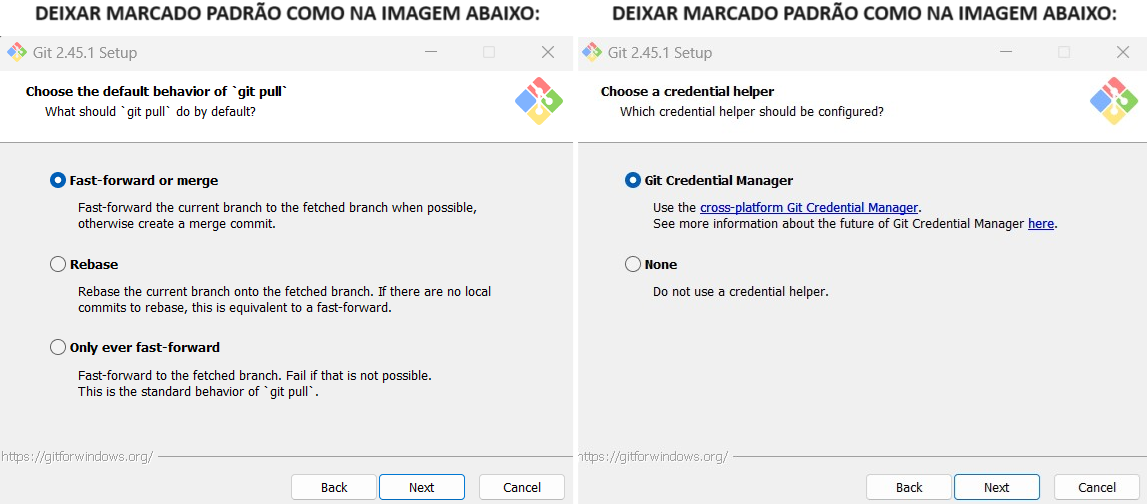 DEIXAR MARCADO PADRÃO COMO NA IMAGEM ABAIXO:
Git 2.45.1 Setup
Choose the default behavior of `git pull`
What should `git pull` do by default?
Fast-forward or merge
Fast-forward the current branch to the fetched branch when possible,
otherwise create a merge commit.
Rebase
Rebase the current branch onto the fetched branch. If there are no local
commits to rebase, this is equivalent to a fast-forward.
Only ever fast-forward
Fast-forward to the fetched branch. Fail if that is not possible.
This is the standard behavior of `git pull`.
https://gitforwindows.org/
Back Next Cancel
DEIXAR MARCADO PADRÃO COMO NA IMAGEM ABAIXO:
Git 2.45.1 Setup
Choose a credential helper
Which credential helper should be configured?
Git Credential Manager
Use the cross-platform Git Credential Manager.
See more information about the future of Git Credential Manager here.
None
Do not use a credential helper.
https://gitforwindows.org/
Back Next Cancel